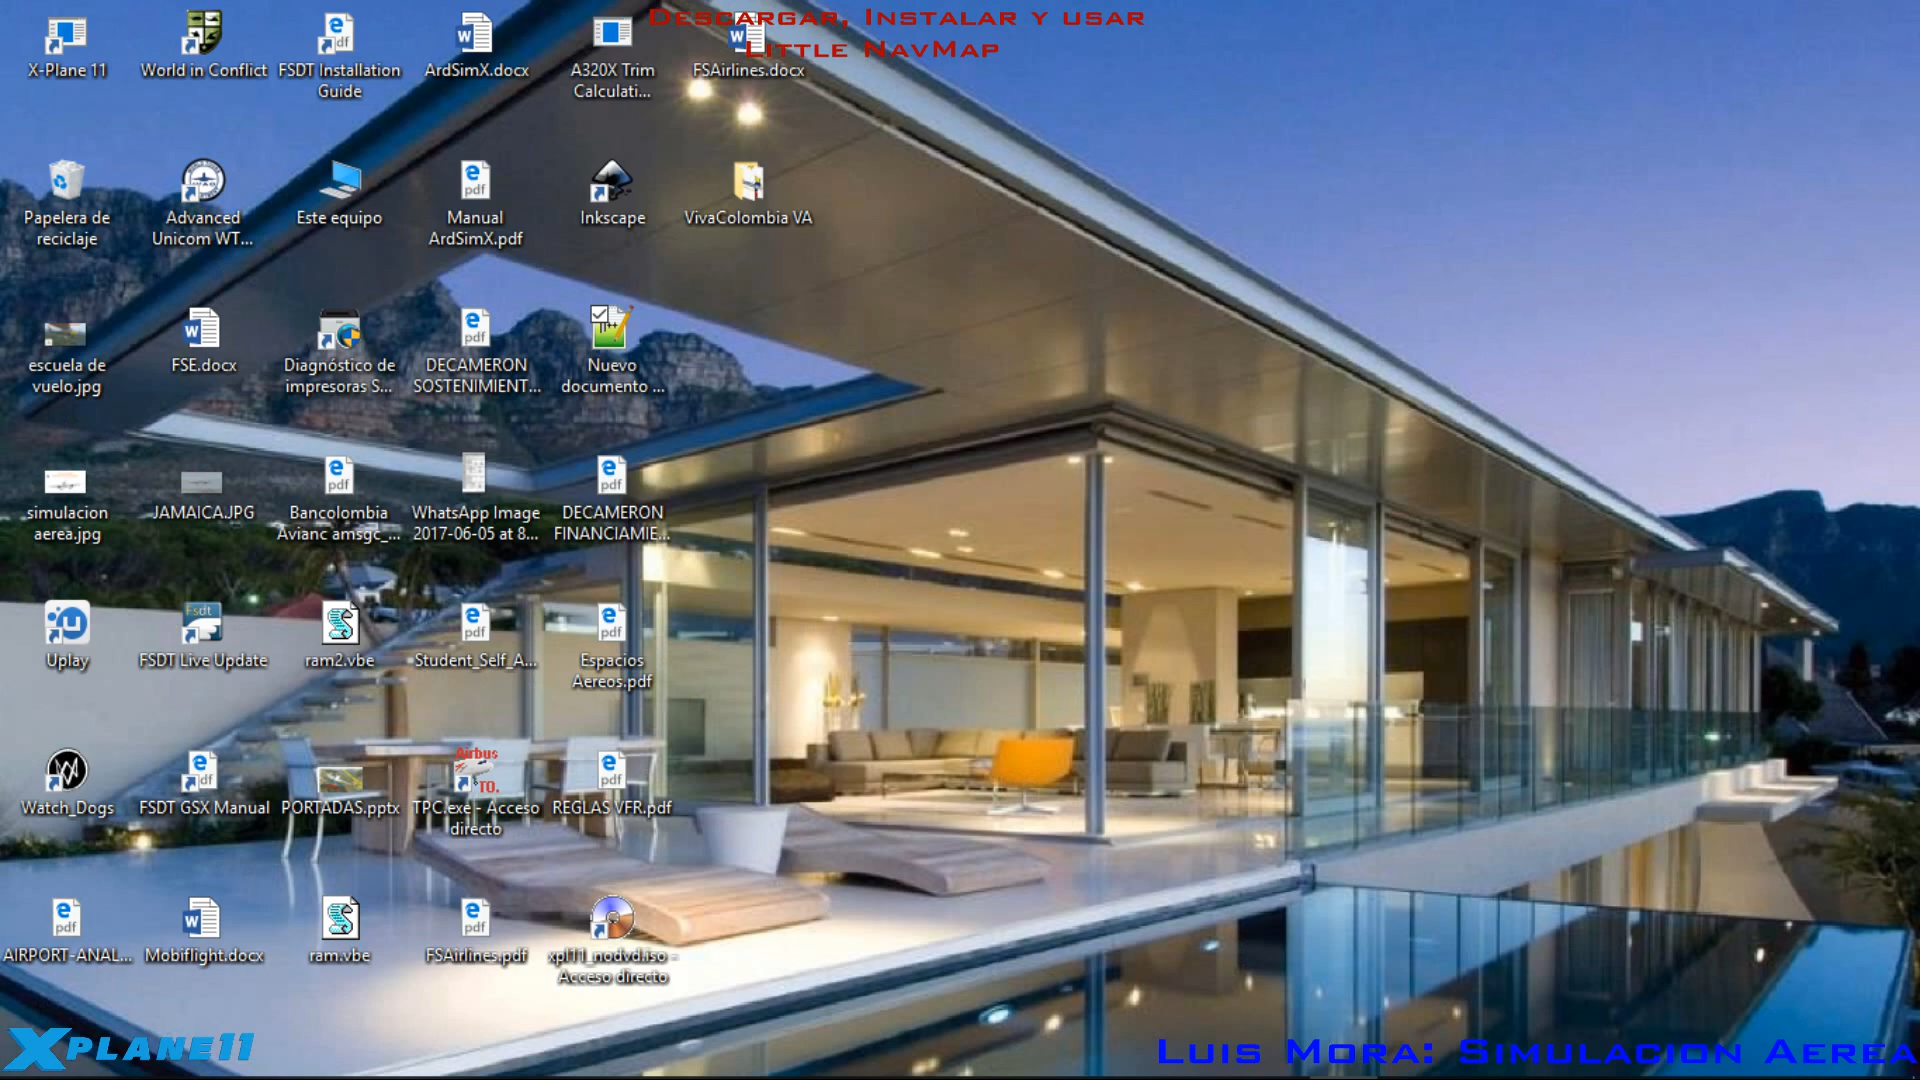 Descargar, Instalar y usar
Little NavMap
X-Plane 11
World in Conflict
FSDT Installation
Guide
ArdSimX.docx
A320X Trim
Calculati...
FSAirlines.docx
Papelera de
reciclaje
Advanced
Unicom WT...
Este equipo
Manual
ArdSimX.pdf
Inkscape
VivaColombia VA
escuela de
vuelo.jpg
FSE.docx
Diagnóstico de
impresoras S...
DECAMERON
SOSTENIMIENT...
Nuevo
documento ...
simulacion
aerea.jpg
JAMAICA.JPG
Bancolombia
Avianc amsgc_...
WhatsApp Image
2017-06-05 at 8...
DECAMERON
FINANCIAMIE...
Uplay
FSDT Live Update
ram2.vbe
Student_Self_A...
Espacios
Aereos.pdf
Watch_Dogs
FSDT GSX Manual
PORTADAS.pptx
Airbus
TO.
TPC.exe - Acceso
directo
REGLAS VFR.pdf
AIRPORT-ANAL...
Mobiflight.docx
ram.vbe
FSAirlines.pdf
xpl11_nodvd.iso -
Acceso directo
XPLANE11
Luis Mora: Simulacion Aerea